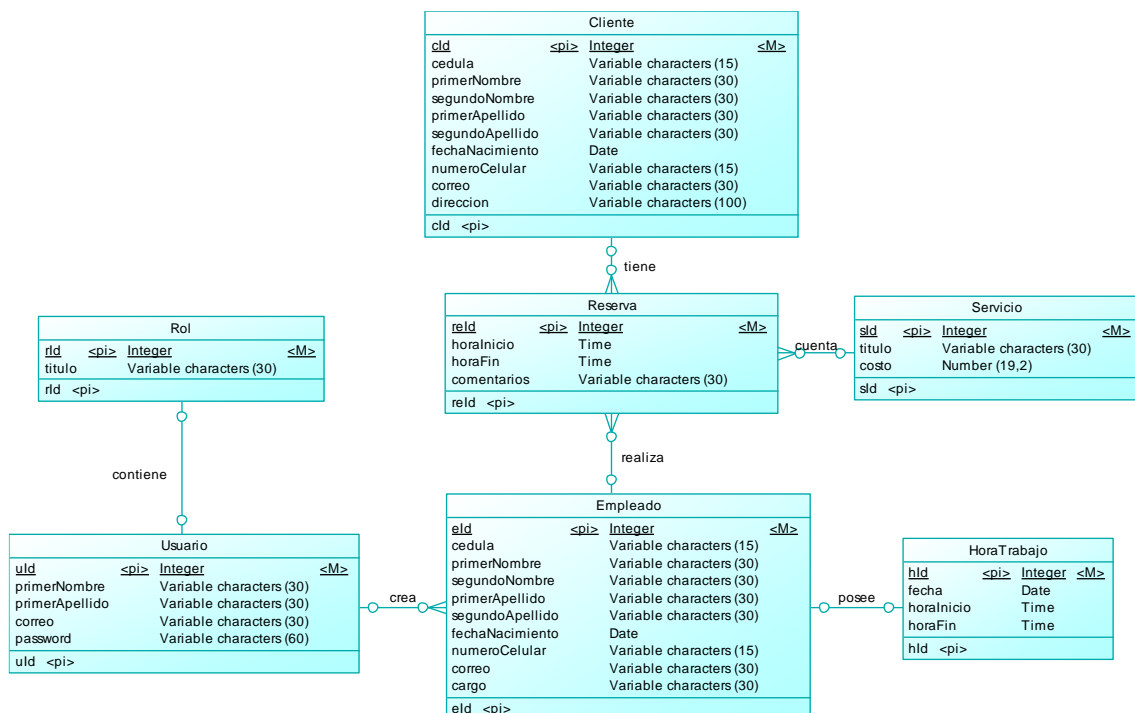 Cliente
cId <pi> Integer <M>
cedula Variable characters (15)
primerNombre Variable characters (30)
segundoNombre Variable characters (30)
primerApellido Variable characters (30)
segundoApellido Variable characters (30)
fechaNacimiento Date
numeroCelular Variable characters (15)
correo Variable characters (30)
direccion Variable characters (100)
cId <pi>
tiene
Reserva
reId <pi> Integer <M>
horaInicio Time
horaFin Time
comentarios Variable characters (30)
reId <pi>
cuenta
Servicio
sId <pi> Integer <M>
titulo Variable characters (30)
costo Number (19,2)
sId <pi>
Rol
rId <pi> Integer <M>
titulo Variable characters (30)
rId <pi>
contiene
realiza
Usuario
uId <pi> Integer <M>
primerNombre Variable characters (30)
primerApellido Variable characters (30)
correo Variable characters (30)
password Variable characters (60)
uId <pi>
crea
Empleado
eId <pi> Integer <M>
cedula Variable characters (15)
primerNombre Variable characters (30)
segundoNombre Variable characters (30)
primerApellido Variable characters (30)
segundoApellido Variable characters (30)
fechaNacimiento Date
numeroCelular Variable characters (15)
correo Variable characters (30)
cargo Variable characters (30)
eId <pi>
posee
HoraTrabajo
hId <pi> Integer <M>
fecha Date
horaInicio Time
horaFin Time
hId <pi>